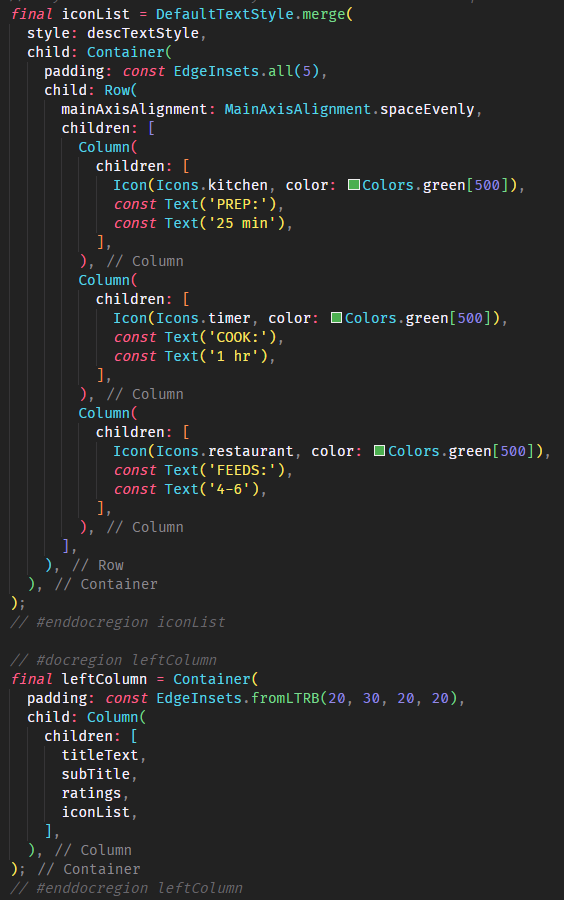 final iconList = DefaultTextStyle.merge(
  style: descTextStyle,
  child: Container(
    padding: const EdgeInsets.all(5),
    child: Row(
      mainAxisAlignment: MainAxisAlignment.spaceEvenly,
      children: [
        Column(
          children: [
            Icon(Icons.kitchen, color: Colors.green[500]),
            const Text('PREP:'),
            const Text('25 min'),
          ],
        ), // Column
        Column(
          children: [
            Icon(Icons.timer, color: Colors.green[500]),
            const Text('COOK:'),
            const Text('1 hr'),
          ],
        ), // Column
        Column(
          children: [
            Icon(Icons.restaurant, color: Colors.green[500]),
            const Text('FEEDS:'),
            const Text('4-6'),
          ],
        ), // Column
      ],
    ), // Row
  ), // Container
);
// #enddocregion iconList

// #docregion leftColumn
final leftColumn = Container(
  padding: const EdgeInsets.fromLTRB(20, 30, 20, 20),
  child: Column(
    children: [
      titleText,
      subTitle,
      ratings,
      iconList,
    ],
  ), // Column
); // Container
// #enddocregion leftColumn